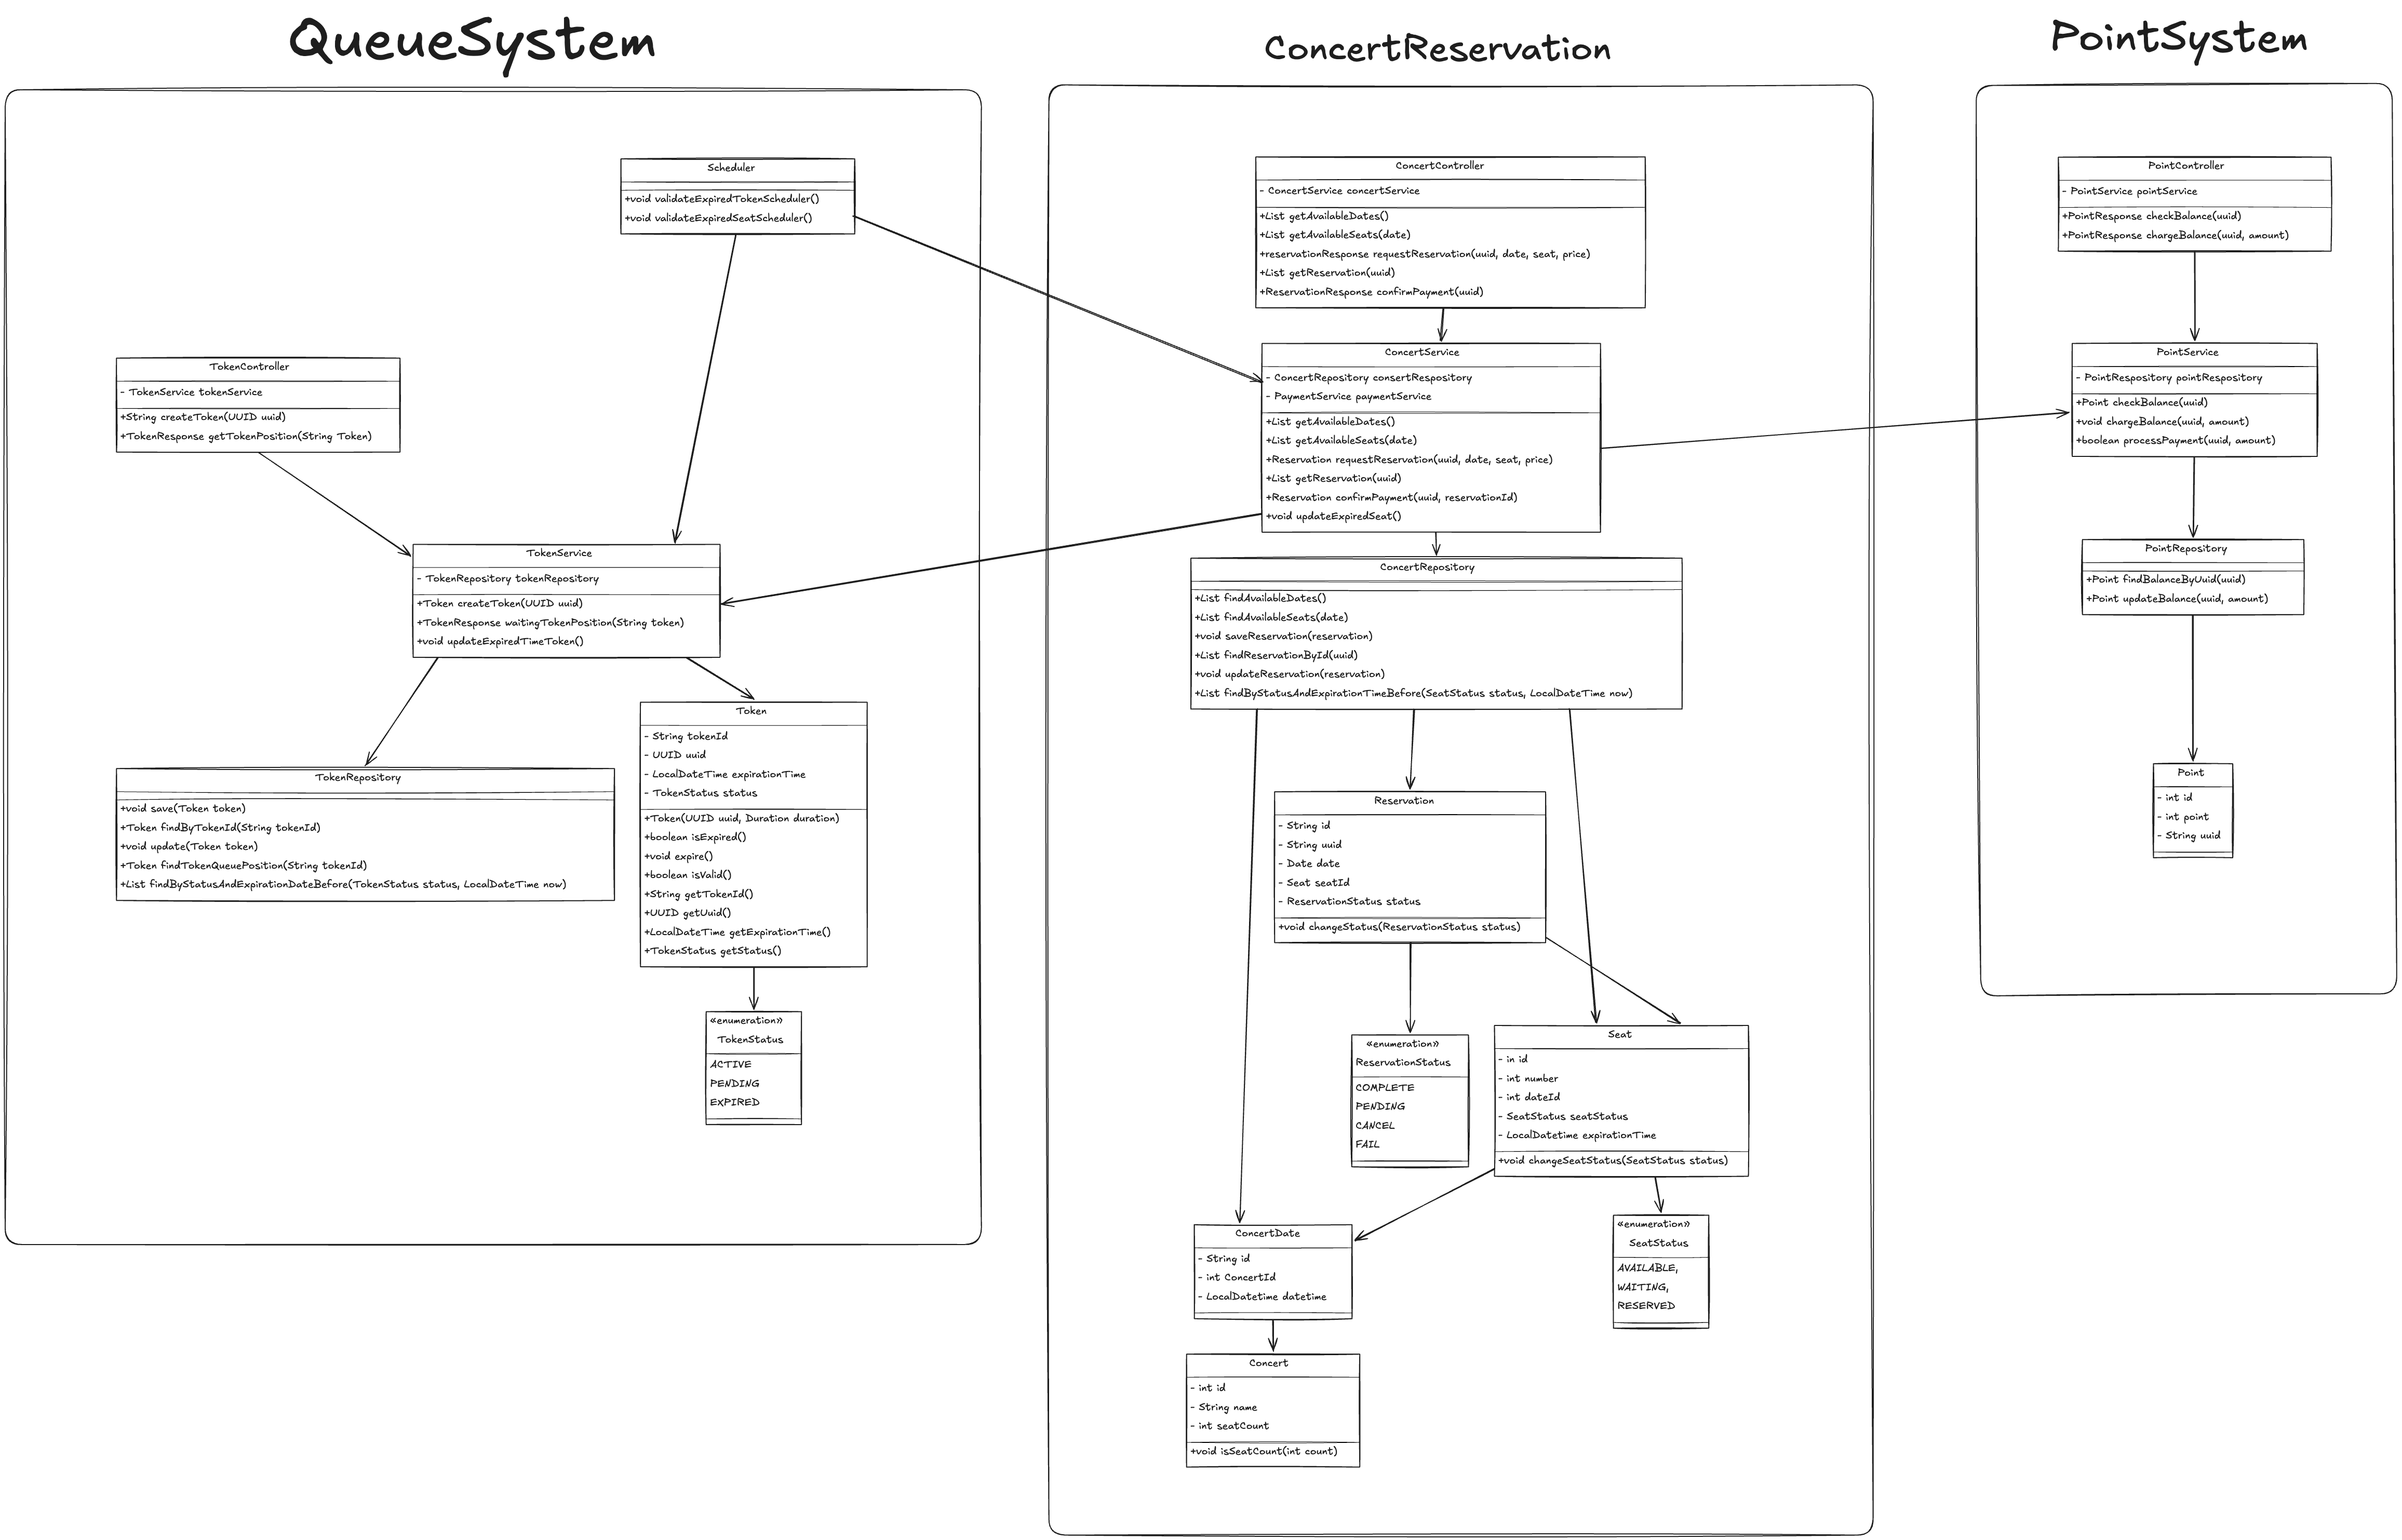 QueueSystem
Scheduler
+void validateExpiredTokenScheduler()
+void validateExpiredSeatScheduler()
TokenController
- TokenService tokenService
+String createToken(UUID uuid)
+TokenResponse getTokenPosition(String Token)
TokenService
- TokenRepository tokenRepository
+Token createToken(UUID uuid)
+TokenResponse waitingTokenPosition(String token)
+void updateExpiredTimeToken()
TokenRepository
+void save(Token token)
+Token findByTokenId(String tokenId)
+void update(Token token)
+Token findTokenQueuePosition(String tokenId)
+List findByStatusAndExpirationDateBefore(TokenStatus status, LocalDateTime now)
Token
- String tokenId
- UUID uuid
- LocalDateTime expirationTime
- TokenStatus status
+Token(UUID uuid, Duration duration)
+boolean isExpired()
+void expire()
+boolean isValid()
+String getTokenId()
+UUID getUuid()
+LocalDateTime getExpirationTime()
+TokenStatus getStatus()
«enumeration»
TokenStatus
ACTIVE
PENDING
EXPIRED
ConcertReservation
ConcertController
- ConcertService concertService
+List getAvailableDates()
+List getAvailableSeats(date)
+reservationResponse requestReservation(uuid, date, seat, price)
+List getReservation(uuid)
+ReservationResponse confirmPayment(uuid)
ConcertService
- ConcertRepository consertRespository
- PaymentService paymentService
+List getAvailableDates()
+List getAvailableSeats(date)
+Reservation requestReservation(uuid, date, seat, price)
+List getReservation(uuid)
+Reservation confirmPayment(uuid, reservationId)
+void updateExpiredSeat()
ConcertRepository
+List findAvailableDates()
+List findAvailableSeats(date)
+void saveReservation(reservation)
+List findReservationById(uuid)
+void updateReservation(reservation)
+List findByStatusAndExpirationTimeBefore(SeatStatus status, LocalDateTime now)
Reservation
- String id
- String uuid
- Date date
- Seat seatId
- ReservationStatus status
+void changeStatus(ReservationStatus status)
«enumeration»
ReservationStatus
COMPLETE
PENDING
CANCEL
FAIL
Seat
- in id
- int number
- int dateId
- SeatStatus seatStatus
- LocalDatetime expirationTime
+void changeSeatStatus(SeatStatus status)
«enumeration»
SeatStatus
AVAILABLE,
WAITING,
RESERVED
ConcertDate
- String id
- int ConcertId
- LocalDatetime datetime
Concert
- int id
- String name
- int seatCount
+void isSeatCount(int count)
PointSystem
PointController
- PointService pointService
+PointResponse checkBalance(uuid)
+PointResponse chargeBalance(uuid, amount)
PointService
- PointRespository pointRespository
+Point checkBalance(uuid)
+void chargeBalance(uuid, amount)
+boolean processPayment(uuid, amount)
PointRepository
+Point findBalanceByUuid(uuid)
+Point updateBalance(uuid, amount)
Point
- int id
- int point
- String uuid